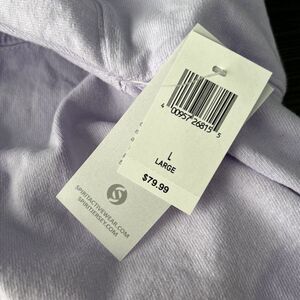 4 00957 26815 5
L
LARGE
$79.99
S
SPIRITACTIVEWEAR.COM
SPIRITJERSEY.COM